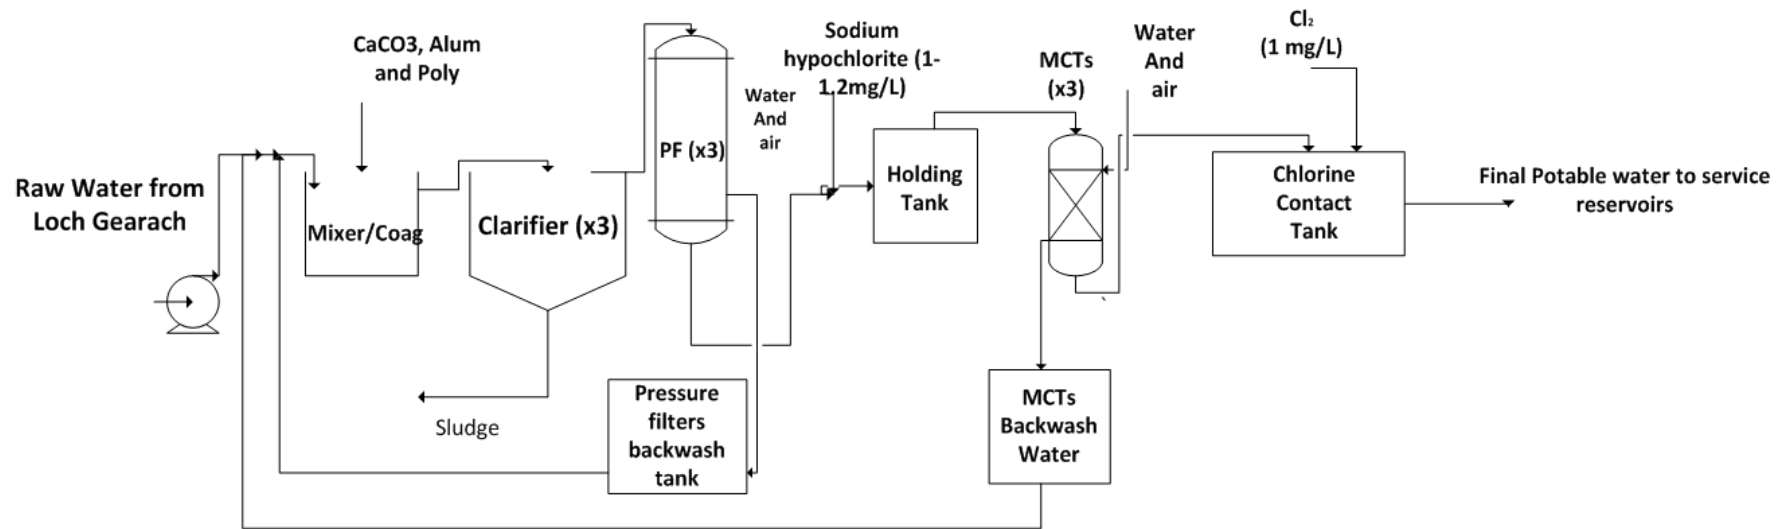 CaCO3, Alum
and Poly
Sodium
hypochlorite (1-
1.2mg/L)
Water
And
air
MCTs
(x3)
Water
And
air
Cl₂
(1 mg/L)
PF (x3)
Raw Water from
Loch Gearach
Mixer/Coag
Clarifier (x3)
Holding
Tank
Chlorine
Contact
Tank
Final Potable water to service
reservoirs
Sludge
Pressure
filters
backwash
tank
MCTs
Backwash
Water